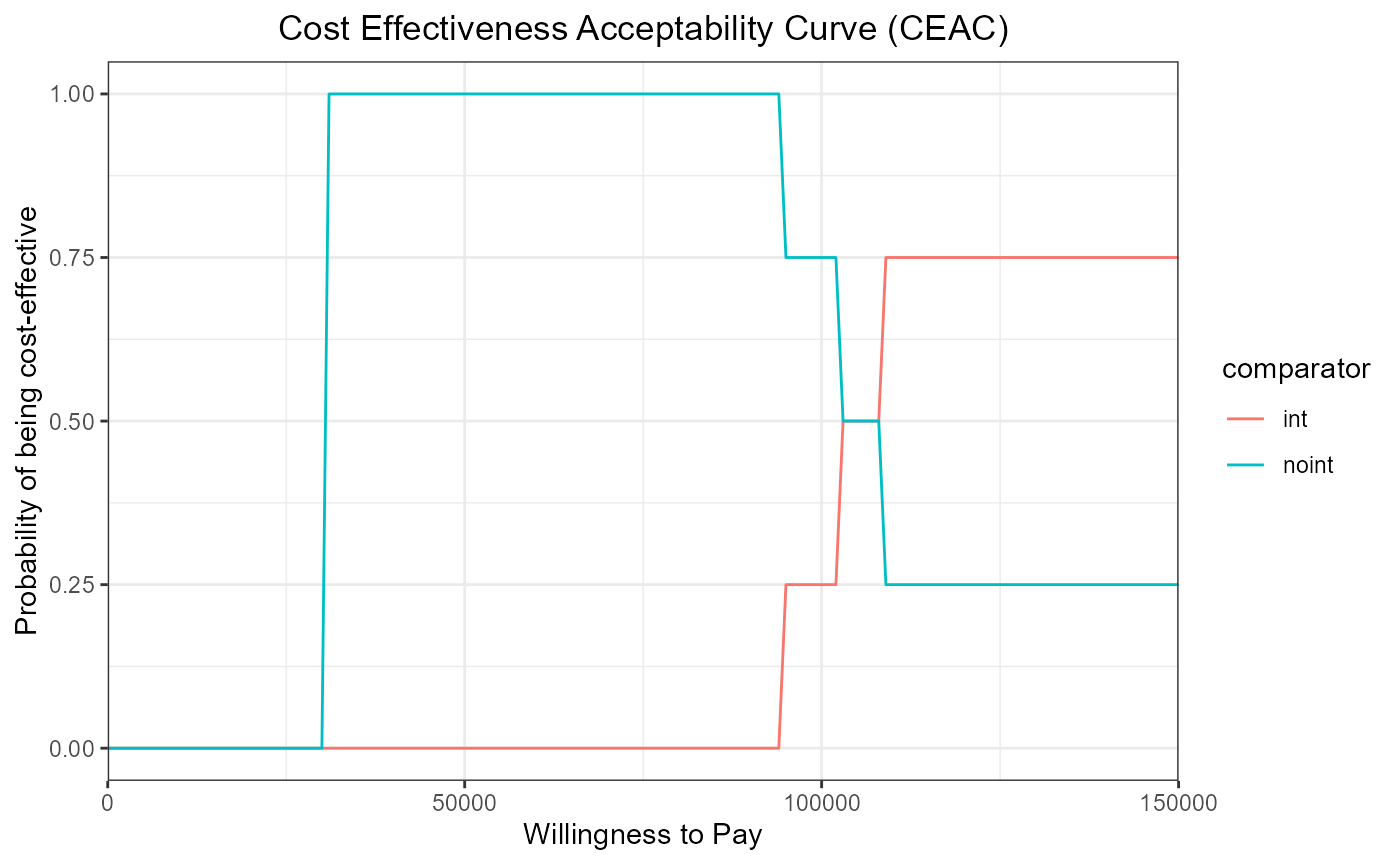 Cost Effectiveness Acceptability Curve (CEAC)
Probability of being cost-effective
1.00
0.75
0.50
0.25
0.00
0
50000
100000
150000
Willingness to Pay
comparator
int
noint